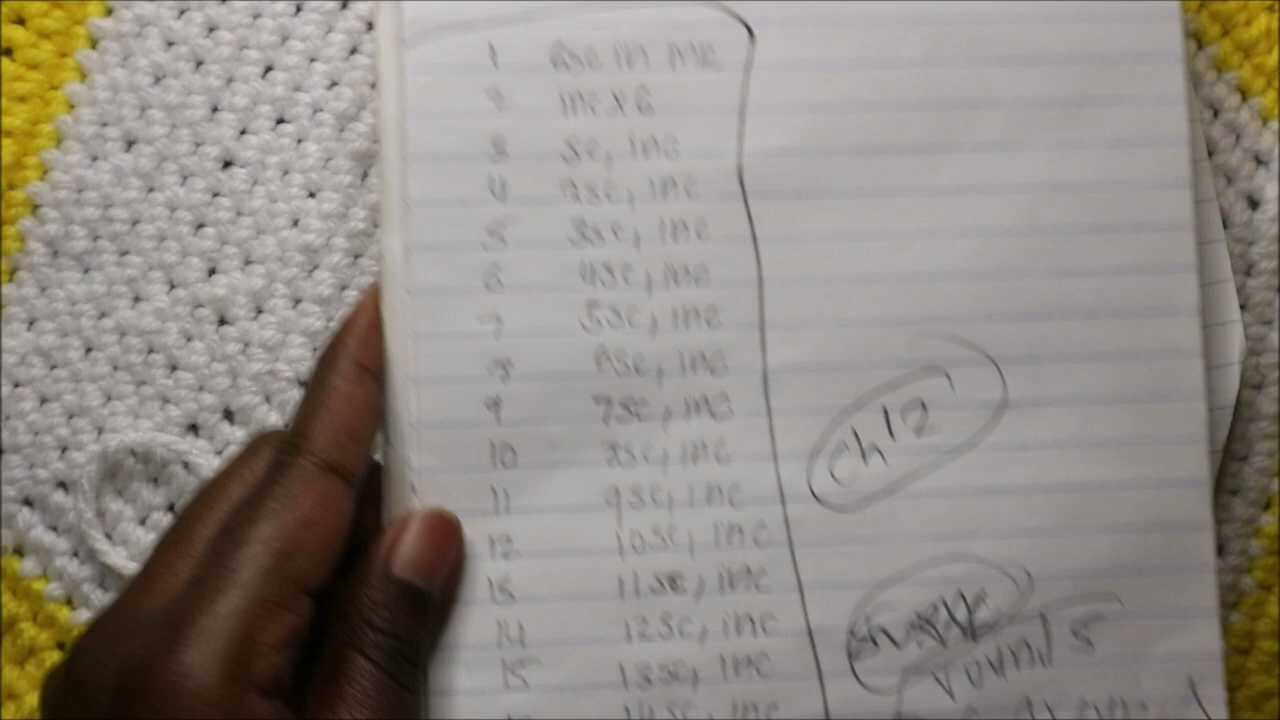 1 6sc in mc
2 incx6
3 sc, inc
4 2sc, inc
5 3sc, inc
6 4sc, inc
7 5sc, inc
8 6sc, inc
9 7sc, inc
10 8sc, inc
11 9sc, inc
12 10sc, inc
13 11sc, inc
14 12sc, inc
15 13sc, inc
14sc, inc
ch12
rounds